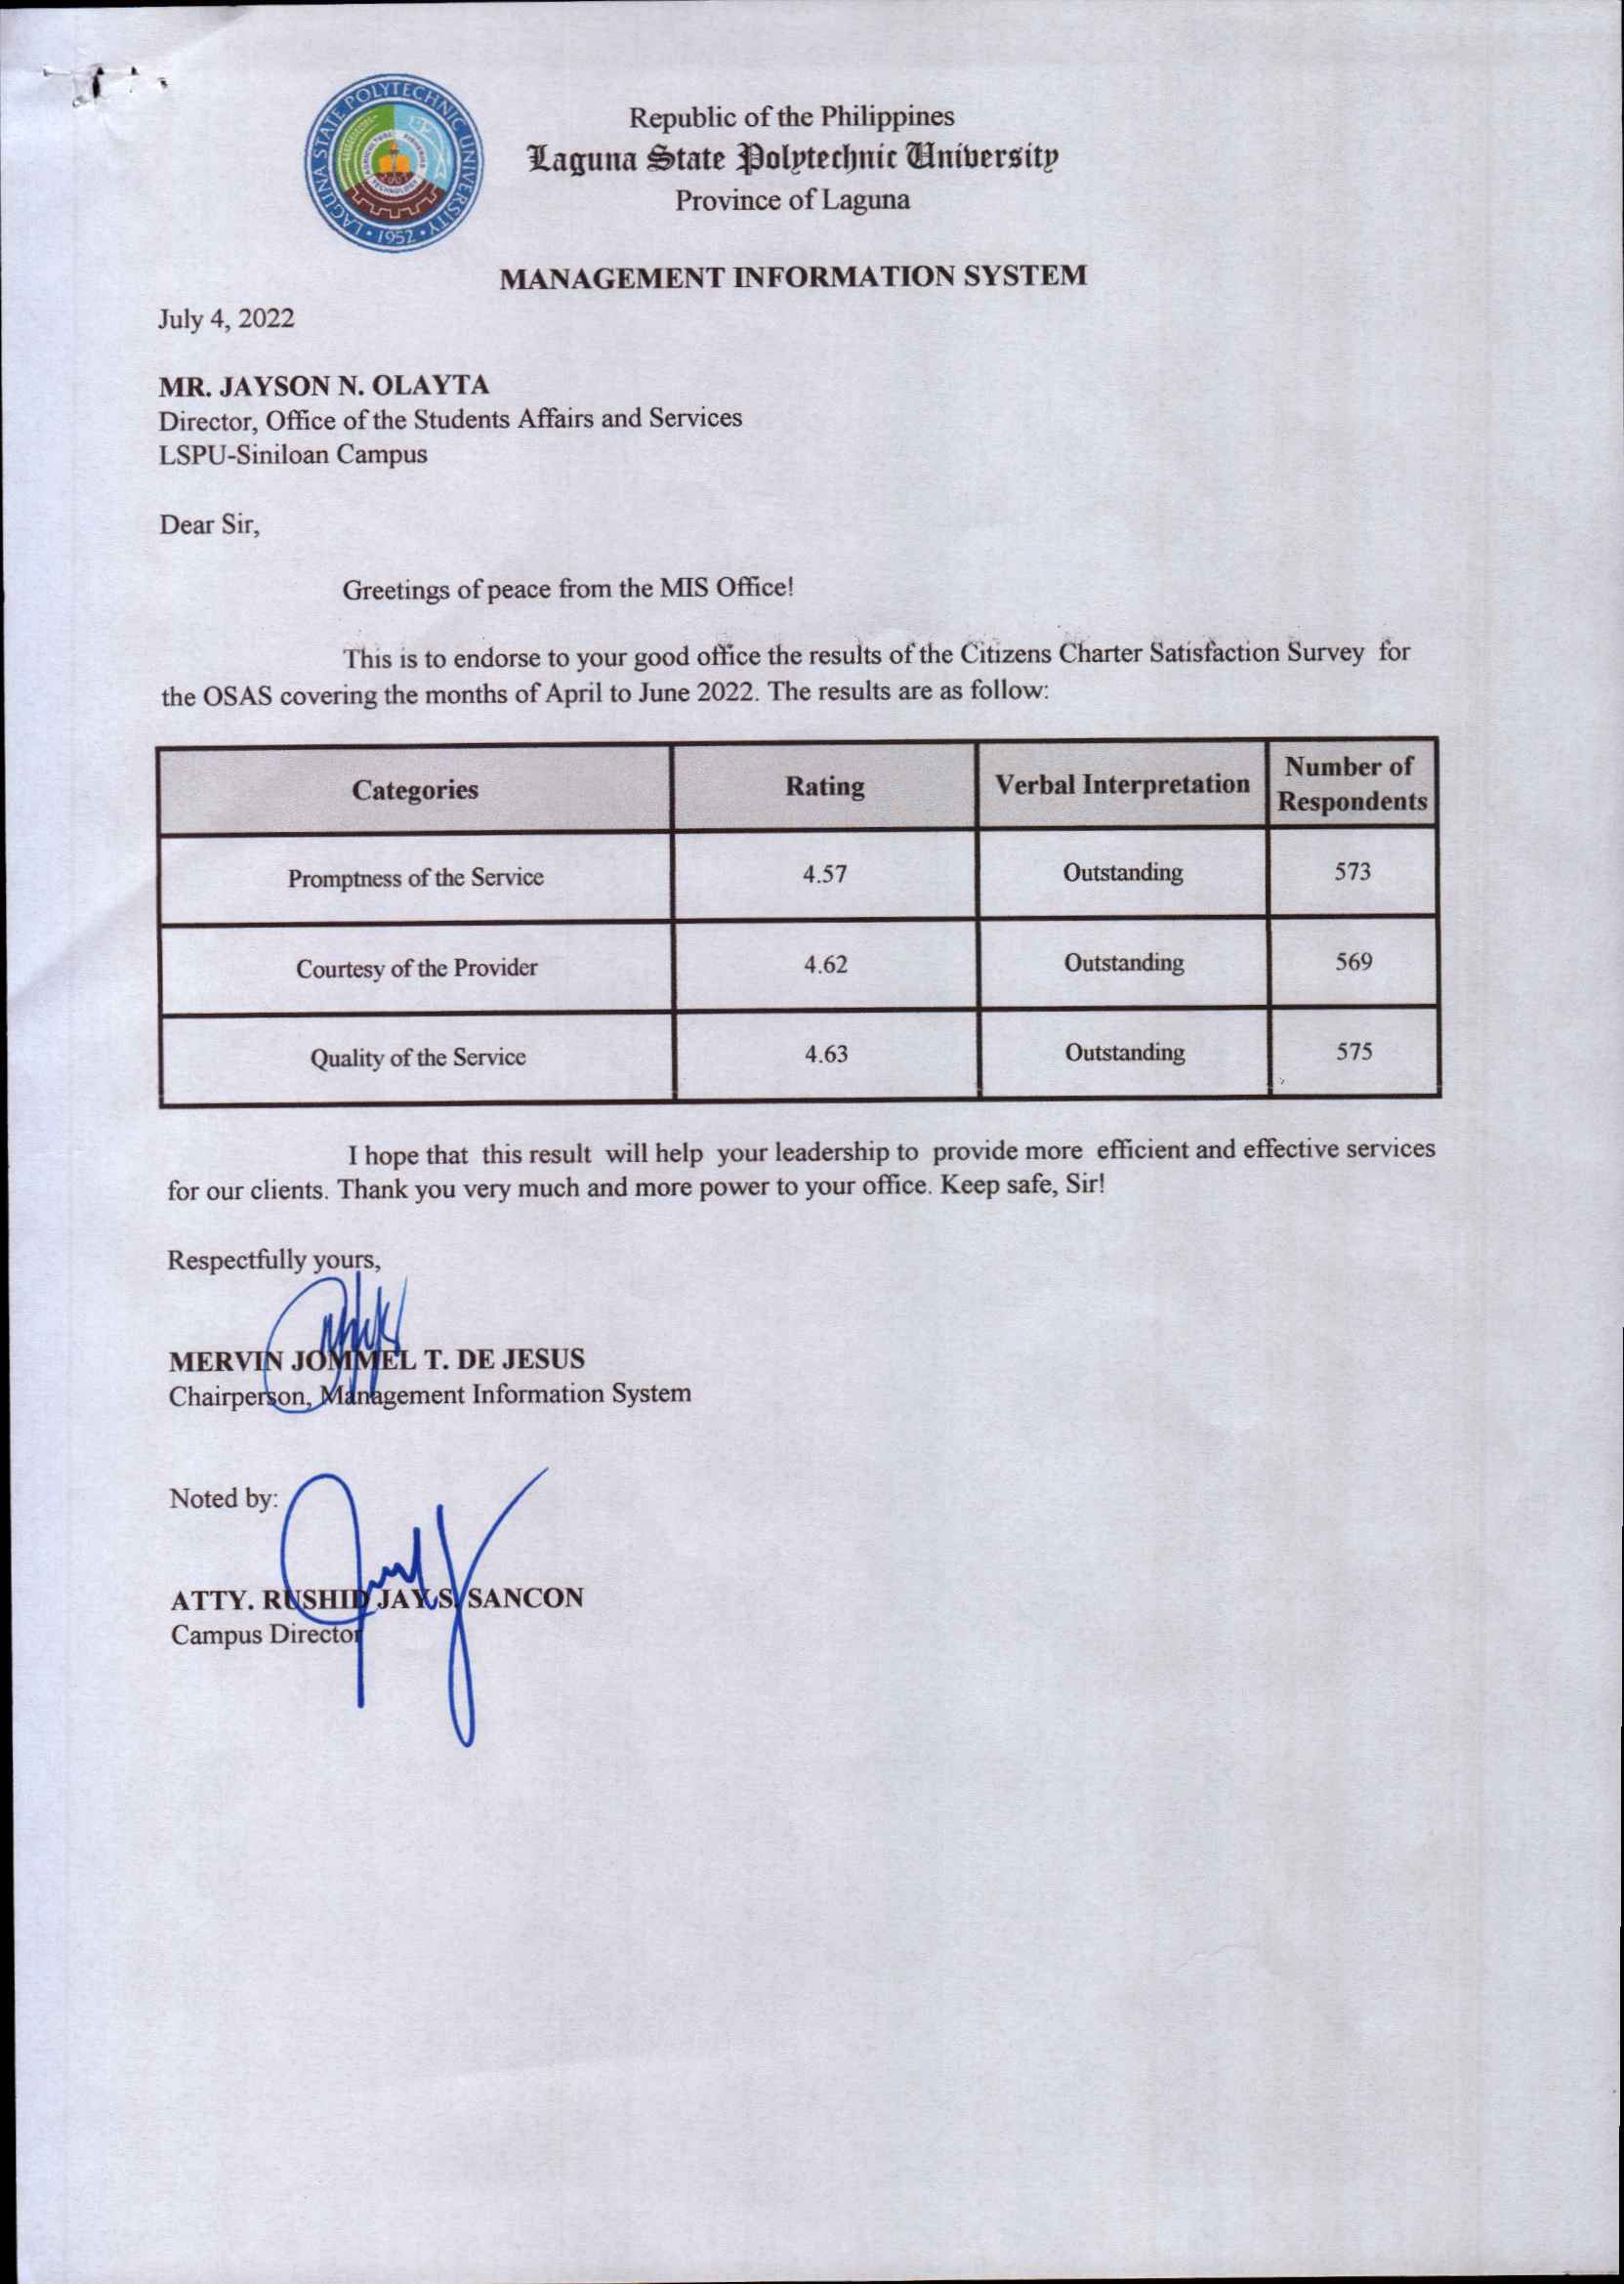 LAGUNA STATE POLYTECHNIC UNIVERSITY
• 1952 •
AGRICULTURE FISHERIES
TECHNOLOGY
Republic of the Philippines
Laguna State Polytechnic University
Province of Laguna
MANAGEMENT INFORMATION SYSTEM
July 4, 2022
MR. JAYSON N. OLAYTA
Director, Office of the Students Affairs and Services
LSPU-Siniloan Campus
Dear Sir,
Greetings of peace from the MIS Office!
This is to endorse to your good office the results of the Citizens Charter Satisfaction Survey for
the OSAS covering the months of April to June 2022. The results are as follow:
Categories Rating Verbal Interpretation Number of Respondents
Promptness of the Service 4.57 Outstanding 573
Courtesy of the Provider 4.62 Outstanding 569
Quality of the Service 4.63 Outstanding 575
I hope that this result will help your leadership to provide more efficient and effective services
for our clients. Thank you very much and more power to your office. Keep safe, Sir!
Respectfully yours,
MERVIN JOMMEL T. DE JESUS
Chairperson, Management Information System
Noted by:
ATTY. RUSHID JAY S. SANCON
Campus Director